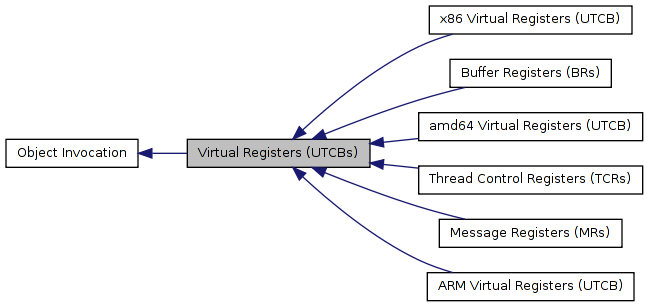 x86 Virtual Registers (UTCB)
Buffer Registers (BRs)
amd64 Virtual Registers (UTCB)
Object Invocation
Virtual Registers (UTCBs)
Thread Control Registers (TCRs)
Message Registers (MRs)
ARM Virtual Registers (UTCB)